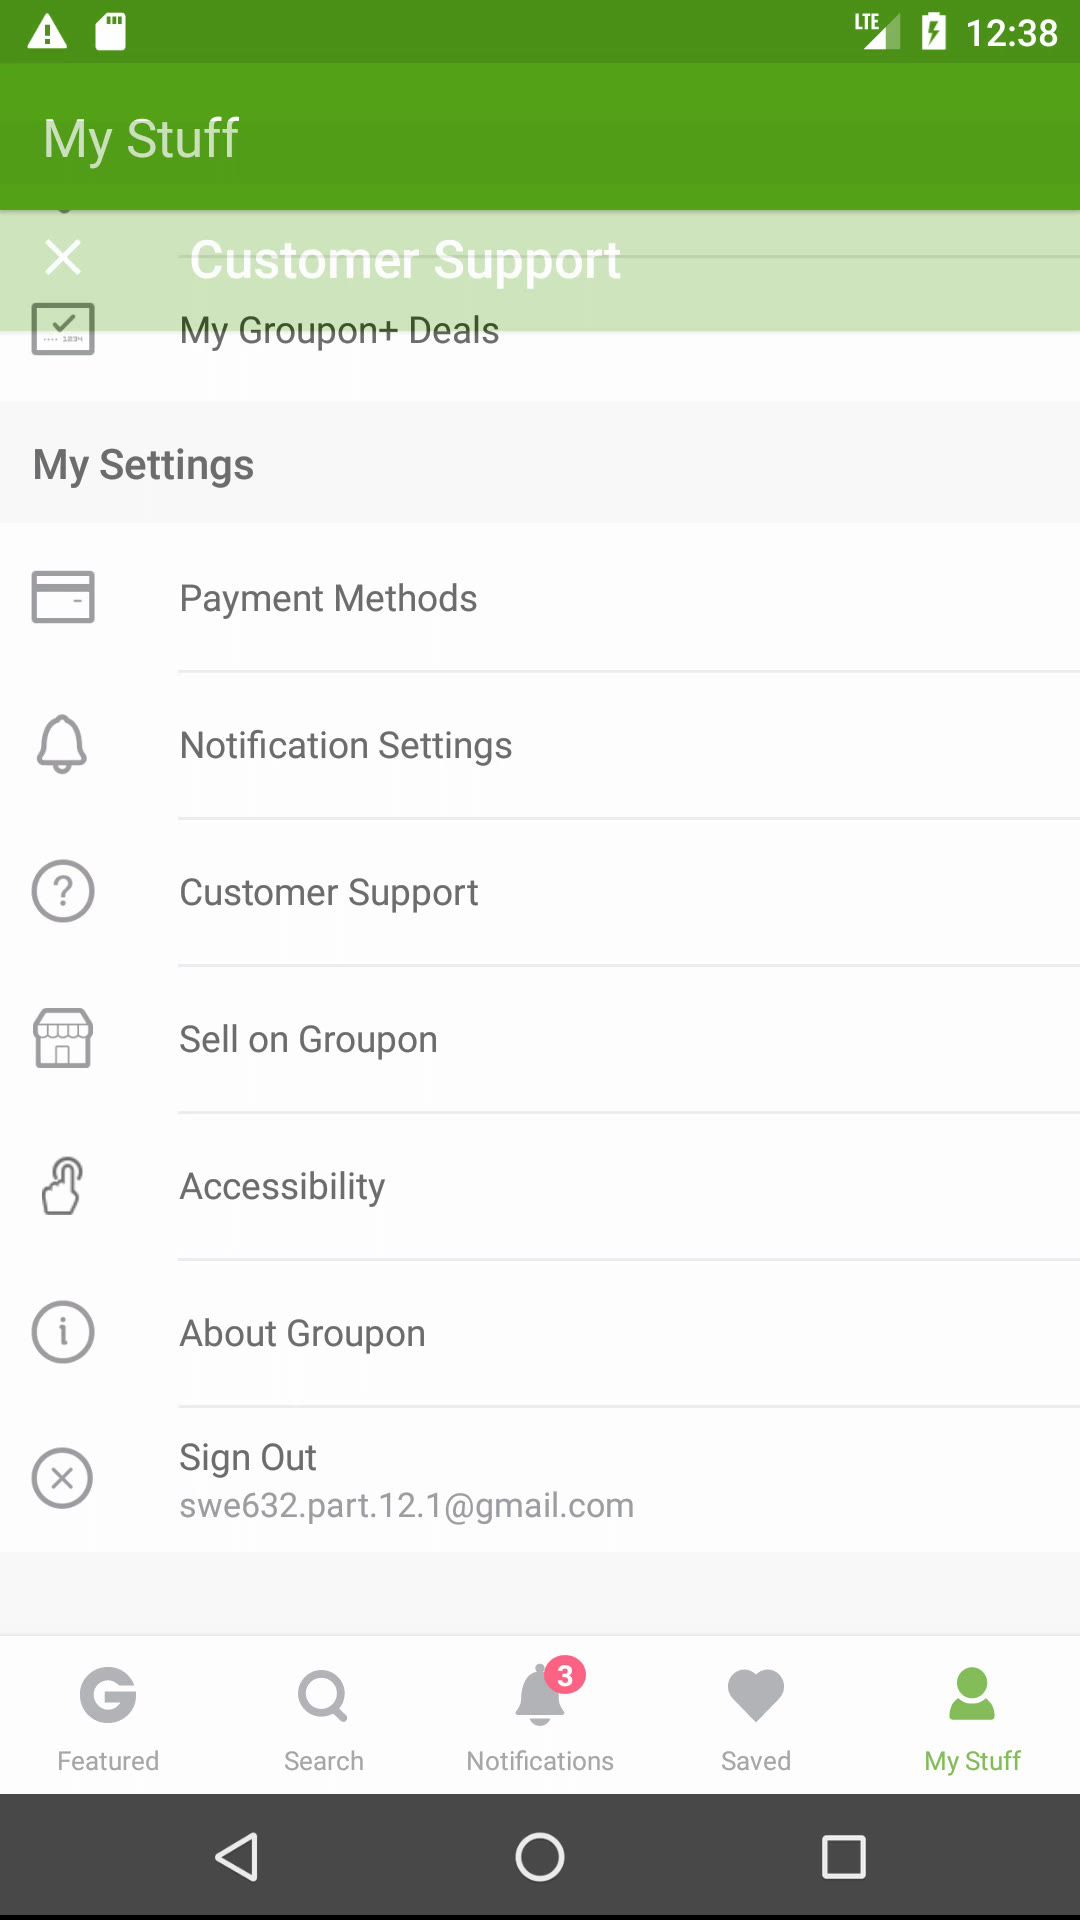 LTE 12:38
My Stuff
Customer Support
1234 My Groupon+ Deals
My Settings
Payment Methods
Notification Settings
? Customer Support
Sell on Groupon
Accessibility
i About Groupon
Sign Out
swe632.part.12.1@gmail.com
G 3
Featured Search Notifications Saved My Stuff